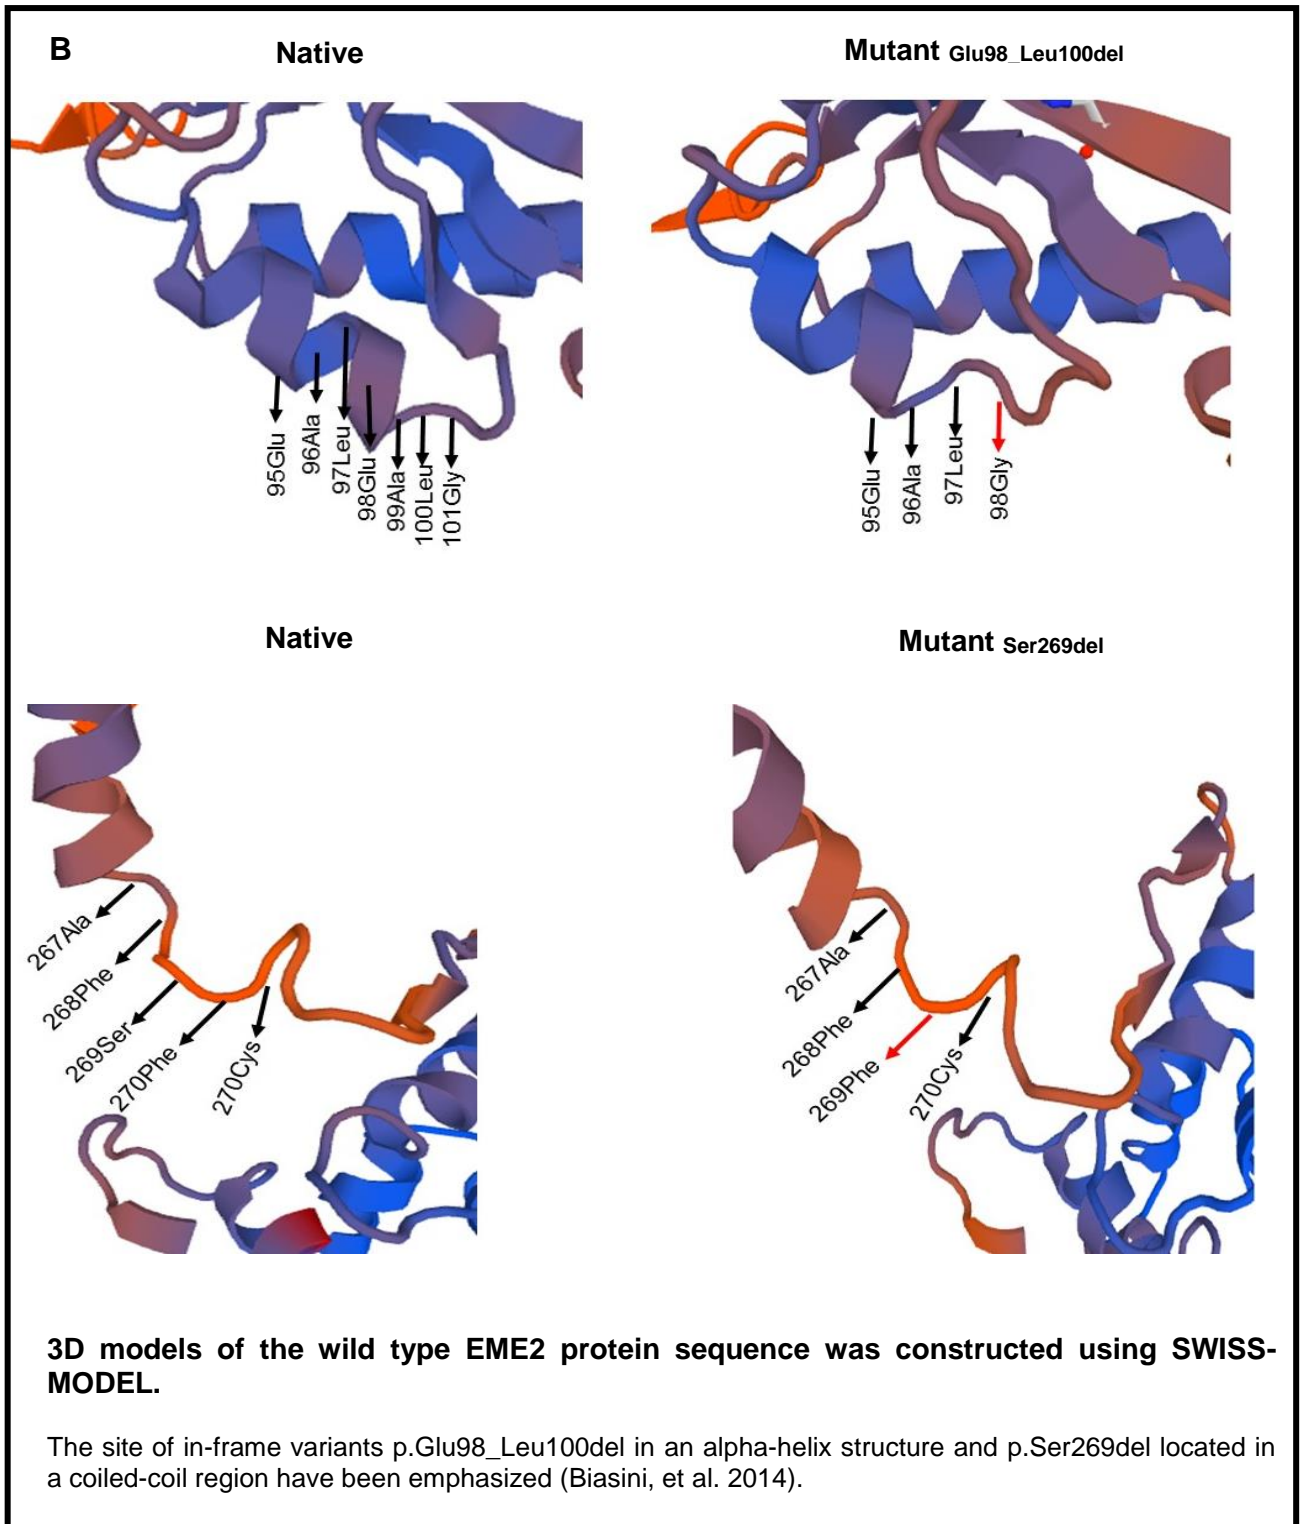 B
Native
Mutant Glu98_Leu100del
95Glu
96Ala
97Leu
98Glu
99Ala
100Leu
101Gly
95Glu
96Ala
97Leu
98Gly
Native
Mutant Ser269del
267Ala
268Phe
269Ser
270Phe
270Cys
267Ala
268Phe
269Phe
270Cys
3D models of the wild type EME2 protein sequence was constructed using SWISS-
MODEL.
The site of in-frame variants p.Glu98_Leu100del in an alpha-helix structure and p.Ser269del located in
a coiled-coil region have been emphasized (Biasini, et al. 2014).